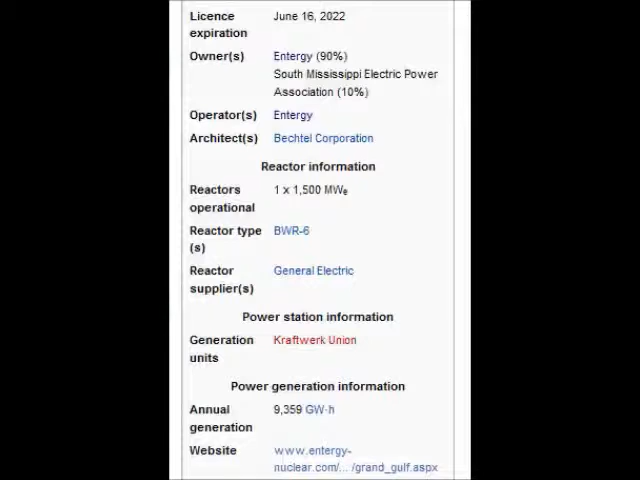 Licence June 16, 2022
expiration
Owner(s) Entergy (90%)
South Mississippi Electric Power
Association (10%)
Operator(s) Entergy
Architect(s) Bechtel Corporation
Reactor information
Reactors 1 x 1,500 MWₑ
operational
Reactor type BWR-6
(s)
Reactor General Electric
supplier(s)
Power station information
Generation Kraftwerk Union
units
Power generation information
Annual 9,359 GW·h
generation
Website www.entergy-
nuclear.com/... /grand_gulf.aspx